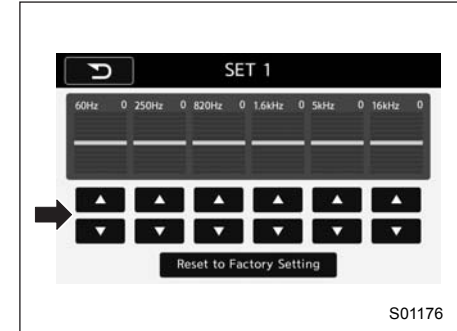 SET 1
60Hz 0 250Hz 0 820Hz 0 1.6kHz 0 5kHz 0 16kHz 0
Reset to Factory Setting
S01176